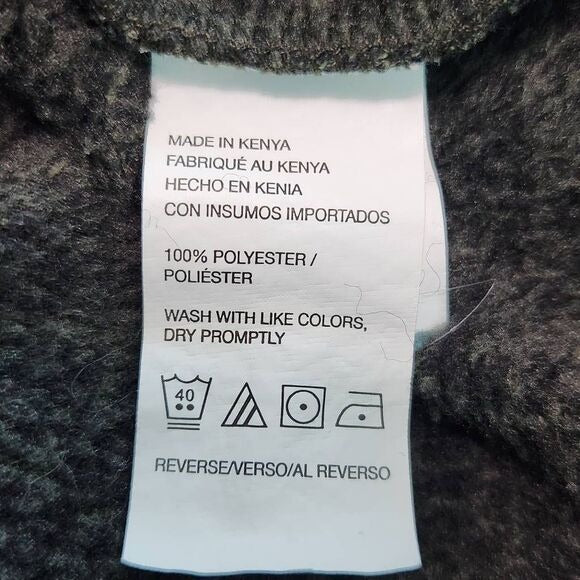 MADE IN KENYA
FABRIQUÉ AU KENYA
HECHO EN KENIA
CON INSUMOS IMPORTADOS
100% POLYESTER /
POLIÉSTER
WASH WITH LIKE COLORS,
DRY PROMPTLY
40
REVERSE/VERSO/AL REVERSO